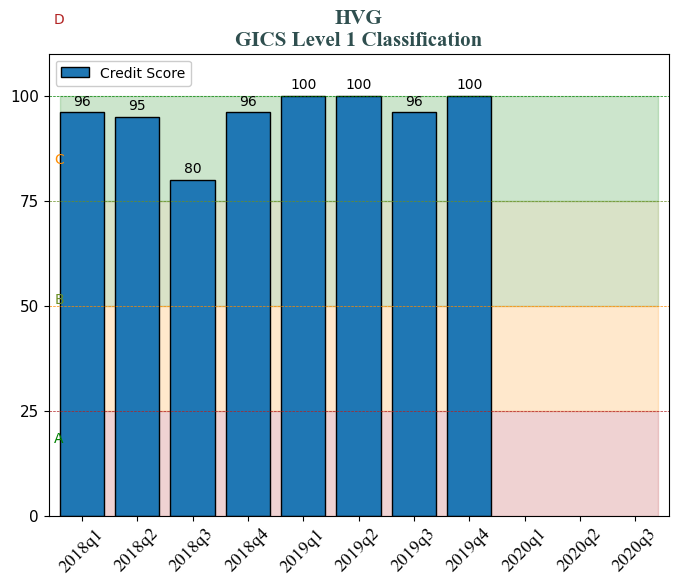 D
HVG
GICS Level 1 Classification
Credit Score
100
96
95
80
96
100
100
96
100
C
75
B
50
25
A
0
2018q1
2018q2
2018q3
2018q4
2019q1
2019q2
2019q3
2019q4
2020q1
2020q2
2020q3